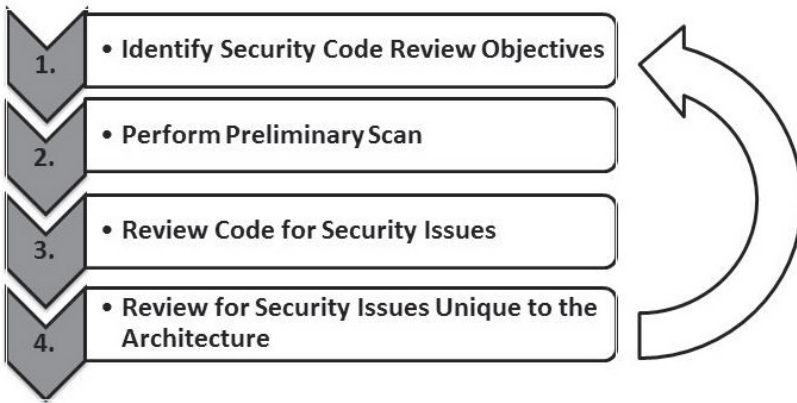 1.
• Identify Security Code Review Objectives
2.
• Perform Preliminary Scan
3.
• Review Code for Security Issues
4.
• Review for Security Issues Unique to the
Architecture